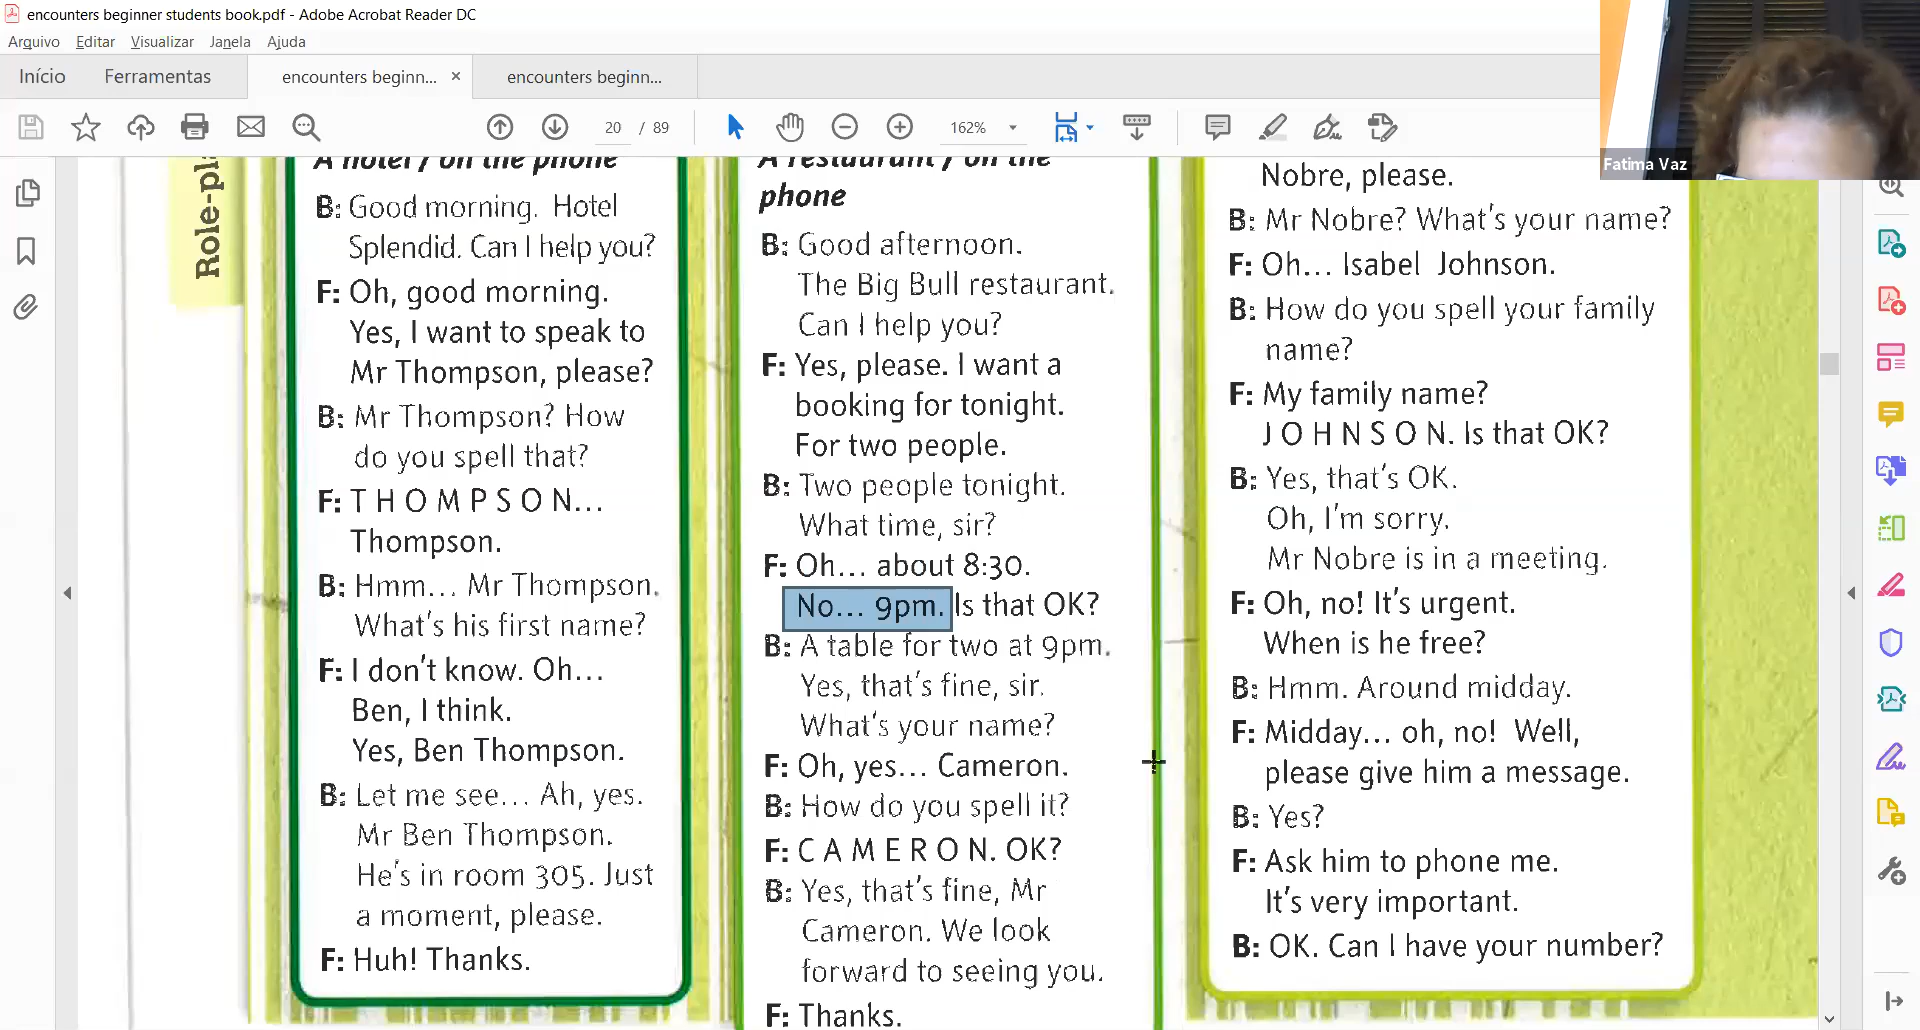 encounters beginner students book.pdf - Adobe Acrobat Reader DC
Arquivo Editar Visualizar Janela Ajuda
Início Ferramentas encounters beginn... × encounters beginn...
20 / 89 162%
Fatima Vaz
Role-pl
A hotel / on the phone
B: Good morning. Hotel
Splendid. Can I help you?
F: Oh, good morning.
Yes, I want to speak to
Mr Thompson, please?
B: Mr Thompson? How
do you spell that?
F: T H O M P S O N...
Thompson.
B: Hmm... Mr Thompson.
What's his first name?
F: I don't know. Oh...
Ben, I think.
Yes, Ben Thompson.
B: Let me see... Ah, yes.
Mr Ben Thompson.
He's in room 305. Just
a moment, please.
F: Huh! Thanks.
A restaurant / on the
phone
B: Good afternoon.
The Big Bull restaurant.
Can I help you?
F: Yes, please. I want a
booking for tonight.
For two people.
B: Two people tonight.
What time, sir?
F: Oh... about 8:30.
No... 9pm. Is that OK?
B: A table for two at 9pm.
Yes, that's fine, sir.
What's your name?
F: Oh, yes... Cameron.
B: How do you spell it?
F: C A M E R O N. OK?
B: Yes, that's fine, Mr
Cameron. We look
forward to seeing you.
F: Thanks.
Nobre, please.
B: Mr Nobre? What's your name?
F: Oh... Isabel Johnson.
B: How do you spell your family
name?
F: My family name?
J O H N S O N. Is that OK?
B: Yes, that's OK.
Oh, I'm sorry.
Mr Nobre is in a meeting.
F: Oh, no! It's urgent.
When is he free?
B: Hmm. Around midday.
F: Midday... oh, no! Well,
please give him a message.
B: Yes?
F: Ask him to phone me.
It's very important.
B: OK. Can I have your number?